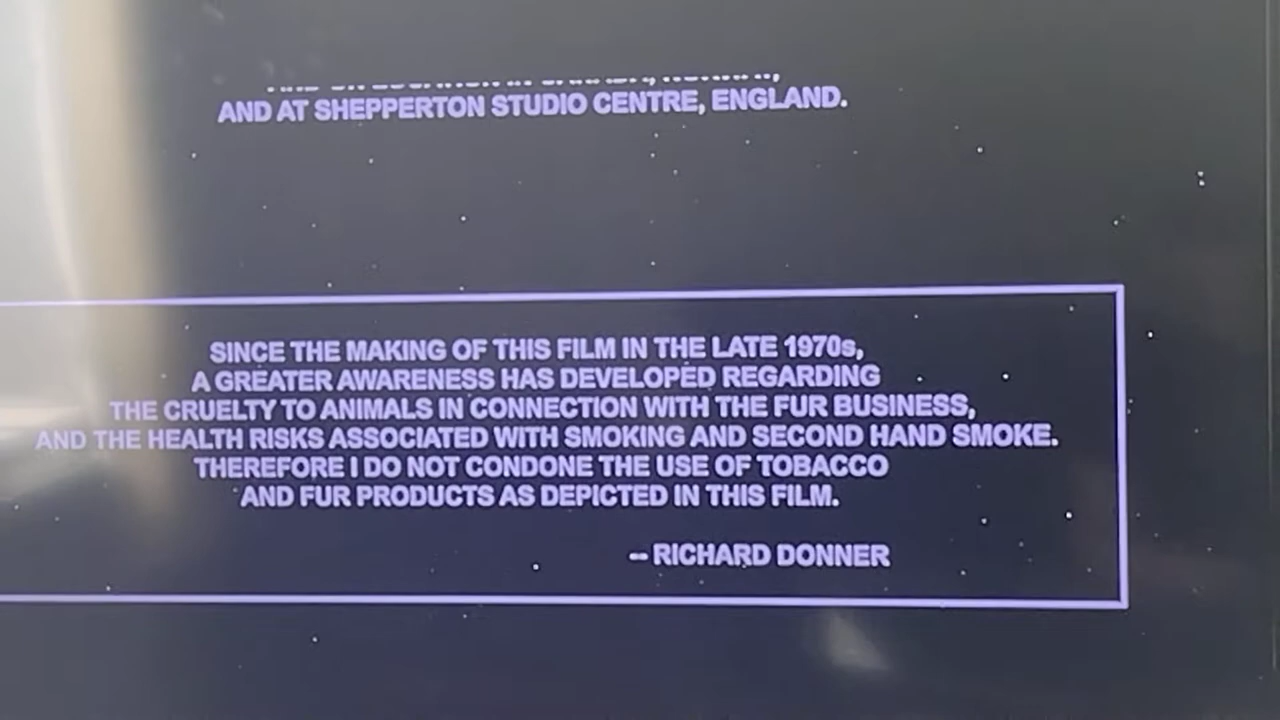 AND AT SHEPPERTON STUDIO CENTRE, ENGLAND.
SINCE THE MAKING OF THIS FILM IN THE LATE 1970s,
A GREATER AWARENESS HAS DEVELOPED REGARDING
THE CRUELTY TO ANIMALS IN CONNECTION WITH THE FUR BUSINESS,
AND THE HEALTH RISKS ASSOCIATED WITH SMOKING AND SECOND HAND SMOKE.
THEREFORE I DO NOT CONDONE THE USE OF TOBACCO
AND FUR PRODUCTS AS DEPICTED IN THIS FILM.
-- RICHARD DONNER